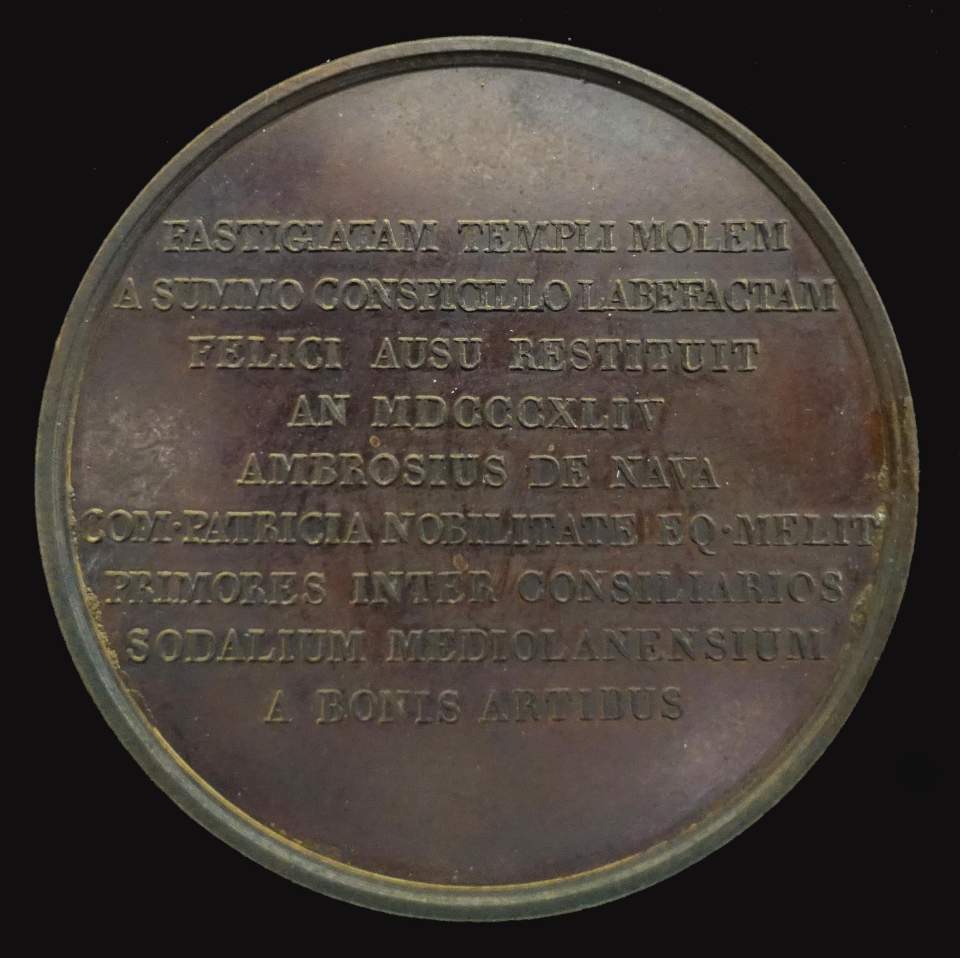 FASTIGIATAM TEMPLI MOLEM
A SUMMO CONSPICILLO LABEFACTAM
FELICI AUSU RESTITUIT
AN MDCCCXLIV
AMBROSIUS DE NAVA
COM·PATRICIA NOBILITATE EQ·MELIT
PRIMORES INTER CONSILIARIOS
SODALIUM MEDIOLANENSIUM
A BONIS ARTIBUS